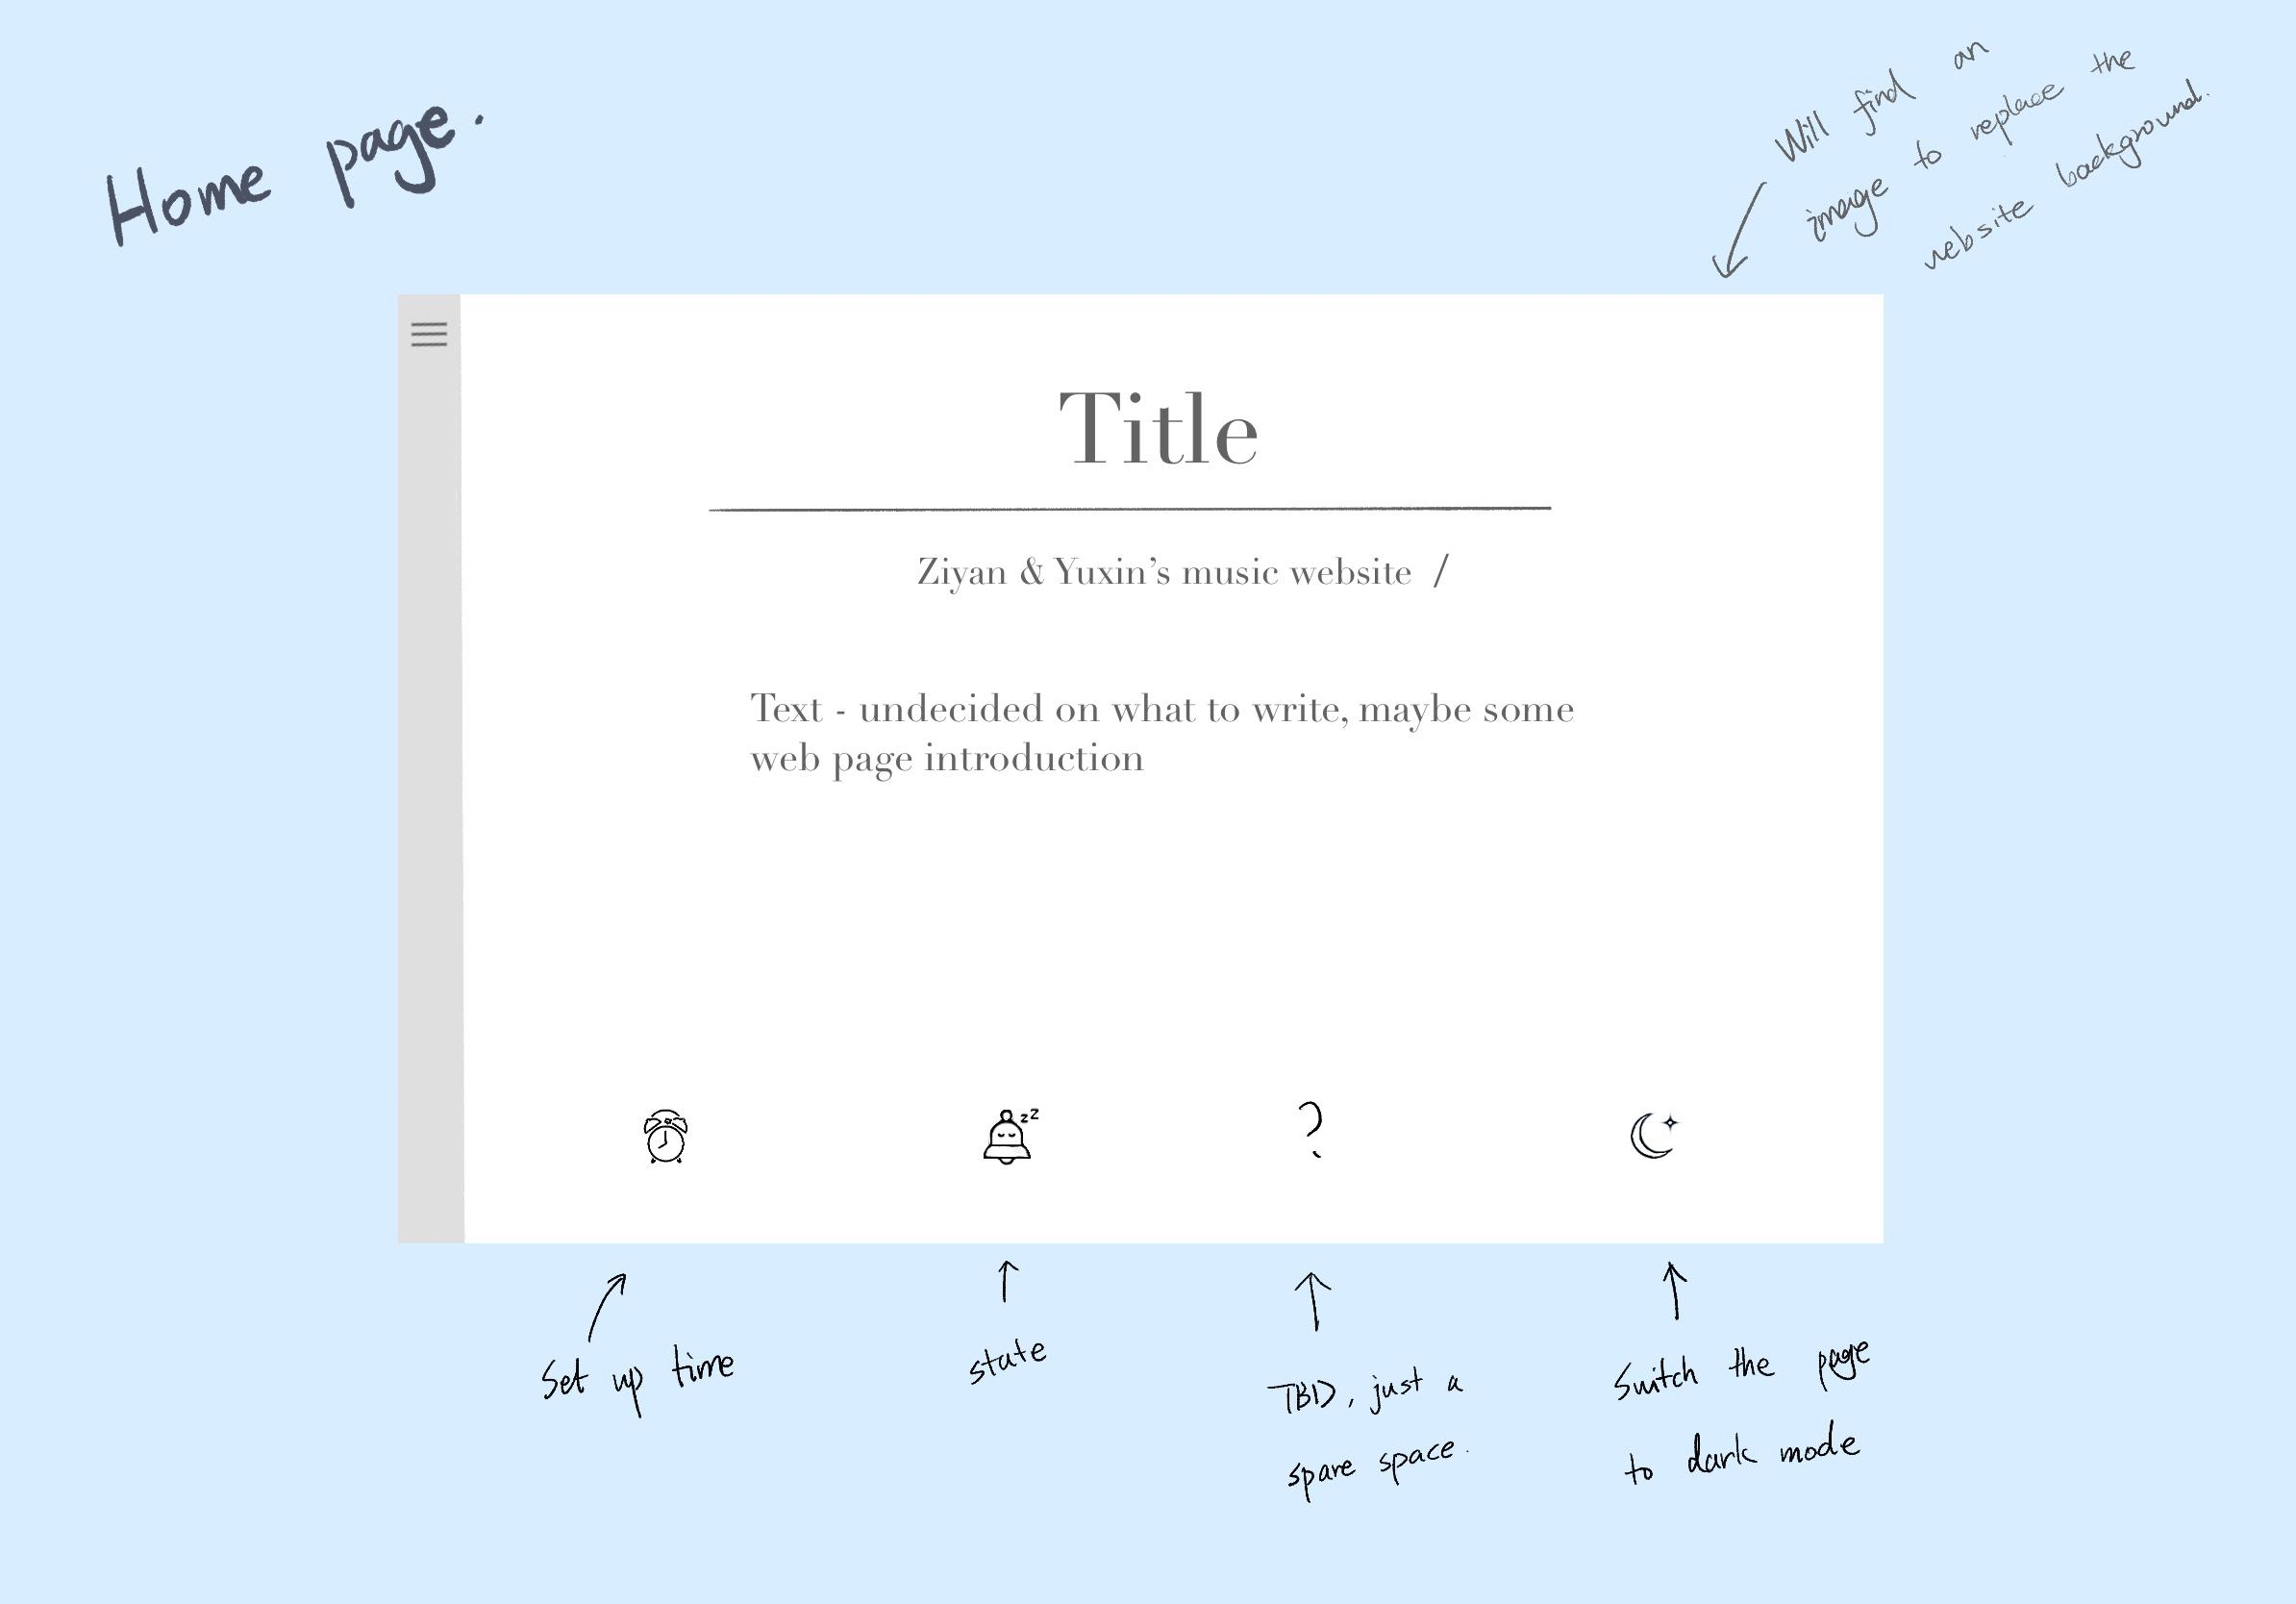 Home page.
Will find an
image to replace the
website background.
Title
Ziyan & Yuxin’s music website /
Text - undecided on what to write, maybe some
web page introduction
zz
?
Set up time
state
TBD, just a
spare space.
Switch the page
to dark mode